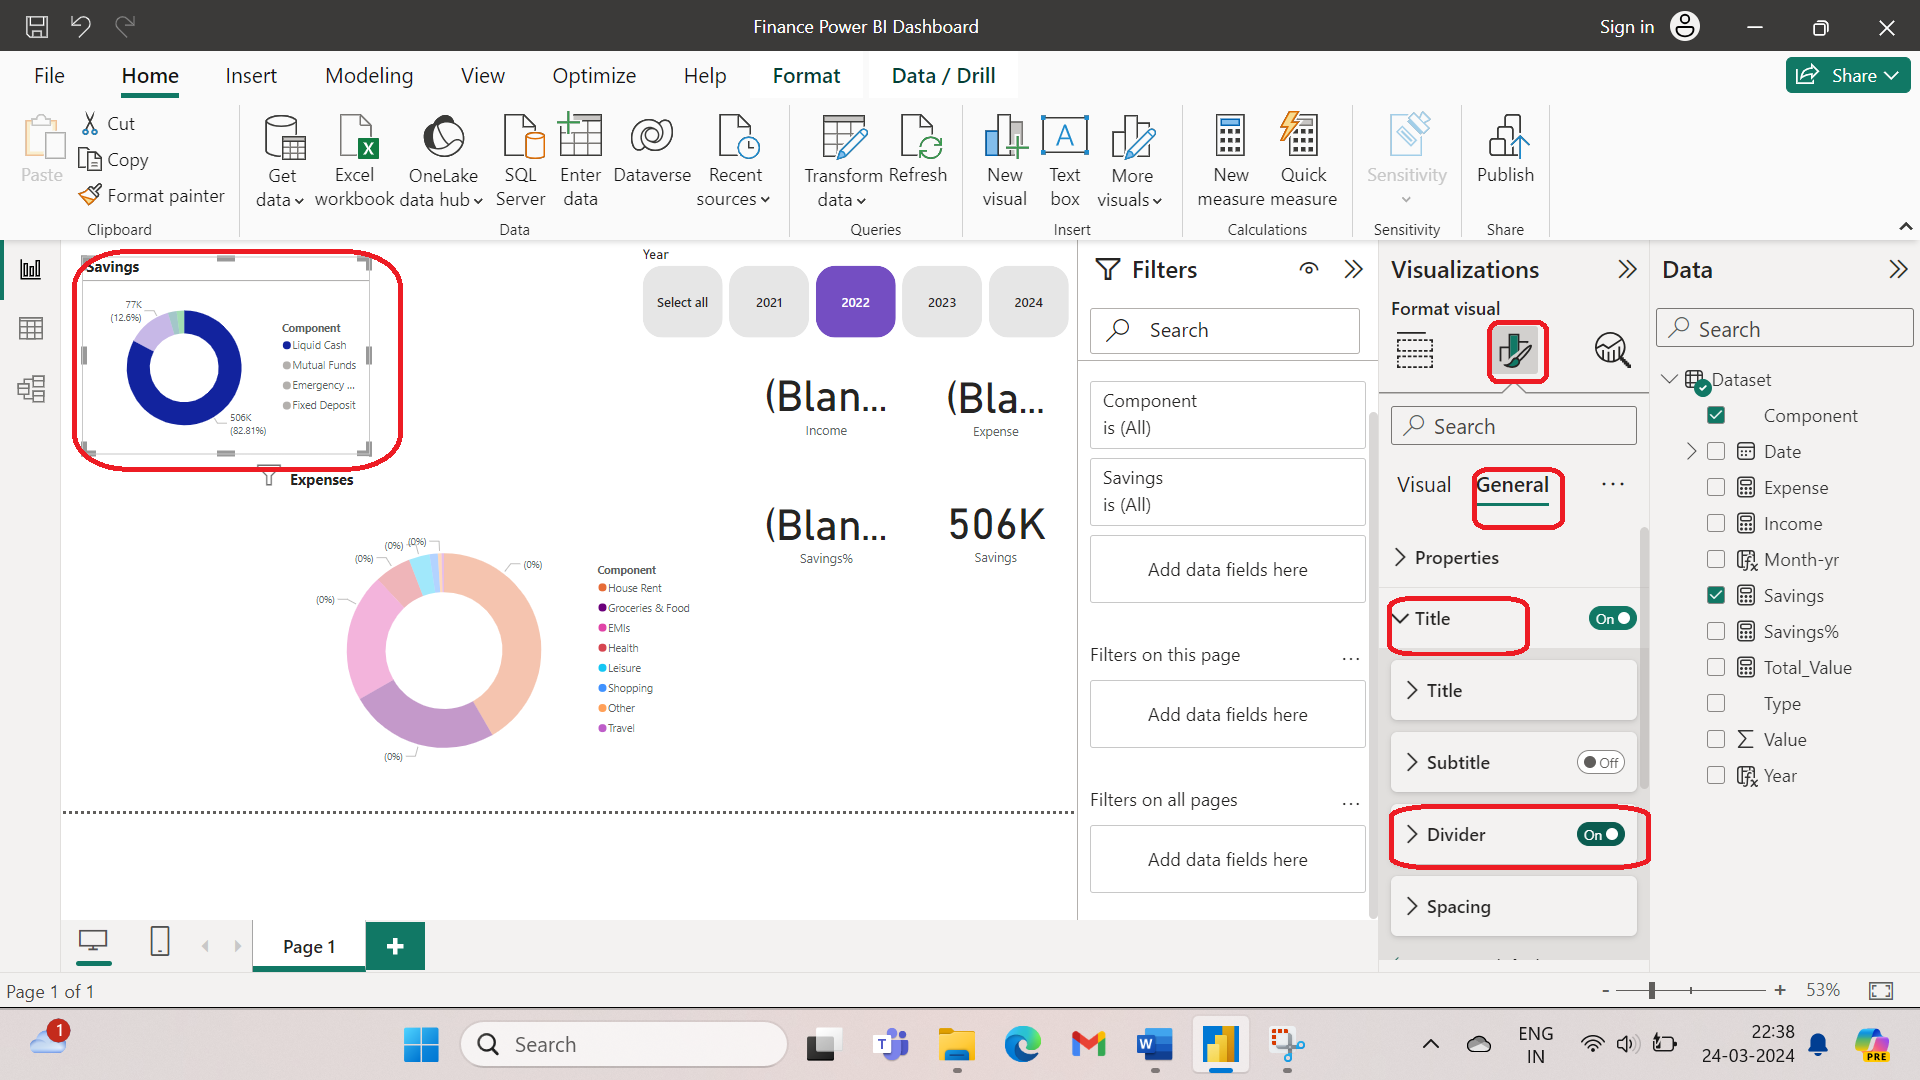 Finance Power BI Dashboard
Sign in
File
Home
Insert
Modeling
View
Optimize
Help
Format
Data / Drill
Share
Paste
Cut
Copy
Format painter
Clipboard
Get data
Excel workbook
OneLake data hub
SQL Server
Enter data
Dataverse
Recent sources
Data
Transform data
Refresh
Queries
New visual
Text box
More visuals
Insert
New measure
Quick measure
Calculations
Sensitivity
Sensitivity
Publish
Share
Savings
77K
(12.6%)
506K
(82.81%)
Component
Liquid Cash
Mutual Funds
Emergency ...
Fixed Deposit
Year
Select all
2021
2022
2023
2024
(Blan...
Income
(Bla...
Expense
(Blan...
Savings%
506K
Savings
Expenses
(0%)
(0%)
(0%)
(0%)
(0%)
(0%)
Component
House Rent
Groceries & Food
EMIs
Health
Leisure
Shopping
Other
Travel
Filters
Search
Component
is (All)
Savings
is (All)
Add data fields here
Filters on this page
...
Add data fields here
Filters on all pages
...
Add data fields here
Visualizations
Format visual
Search
Visual
General
...
Properties
Title
On
Title
Subtitle
Off
Divider
On
Spacing
Data
Search
Dataset
Component
Date
Expense
Income
Month-yr
Savings
Savings%
Total_Value
Type
Value
Year
Page 1
Page 1 of 1
- +
53%
1
Search
ENG
IN
22:38
24-03-2024
PRE